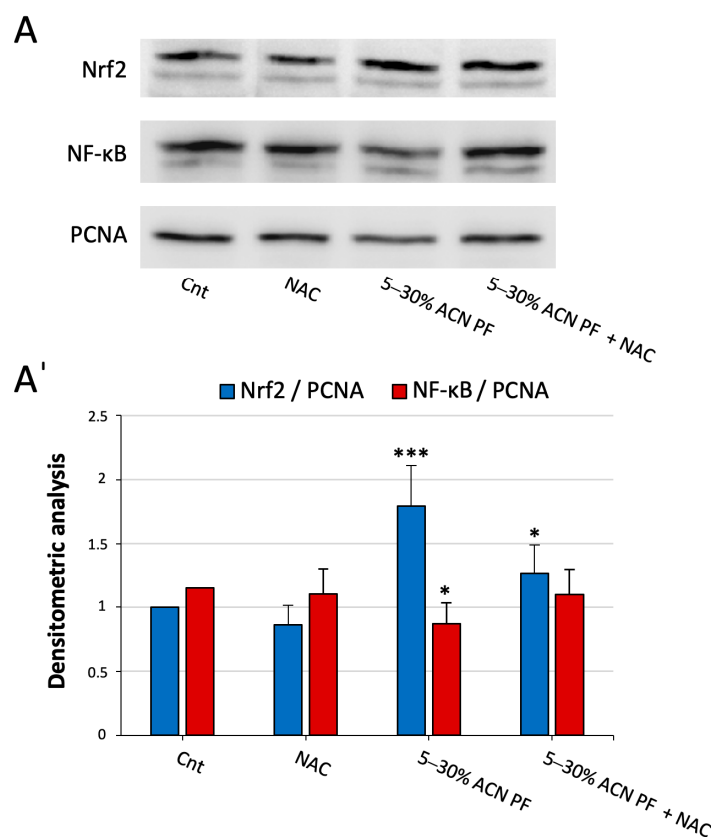 A
Nrf2
NF-κB
PCNA
Cnt
NAC
5–30% ACN PF
5–30% ACN PF + NAC
A'
Nrf2 / PCNA
NF-κB / PCNA
Densitometric analysis
2.5
2
1.5
1
0.5
0
***
*
*
Cnt
NAC
5–30% ACN PF
5–30% ACN PF + NAC